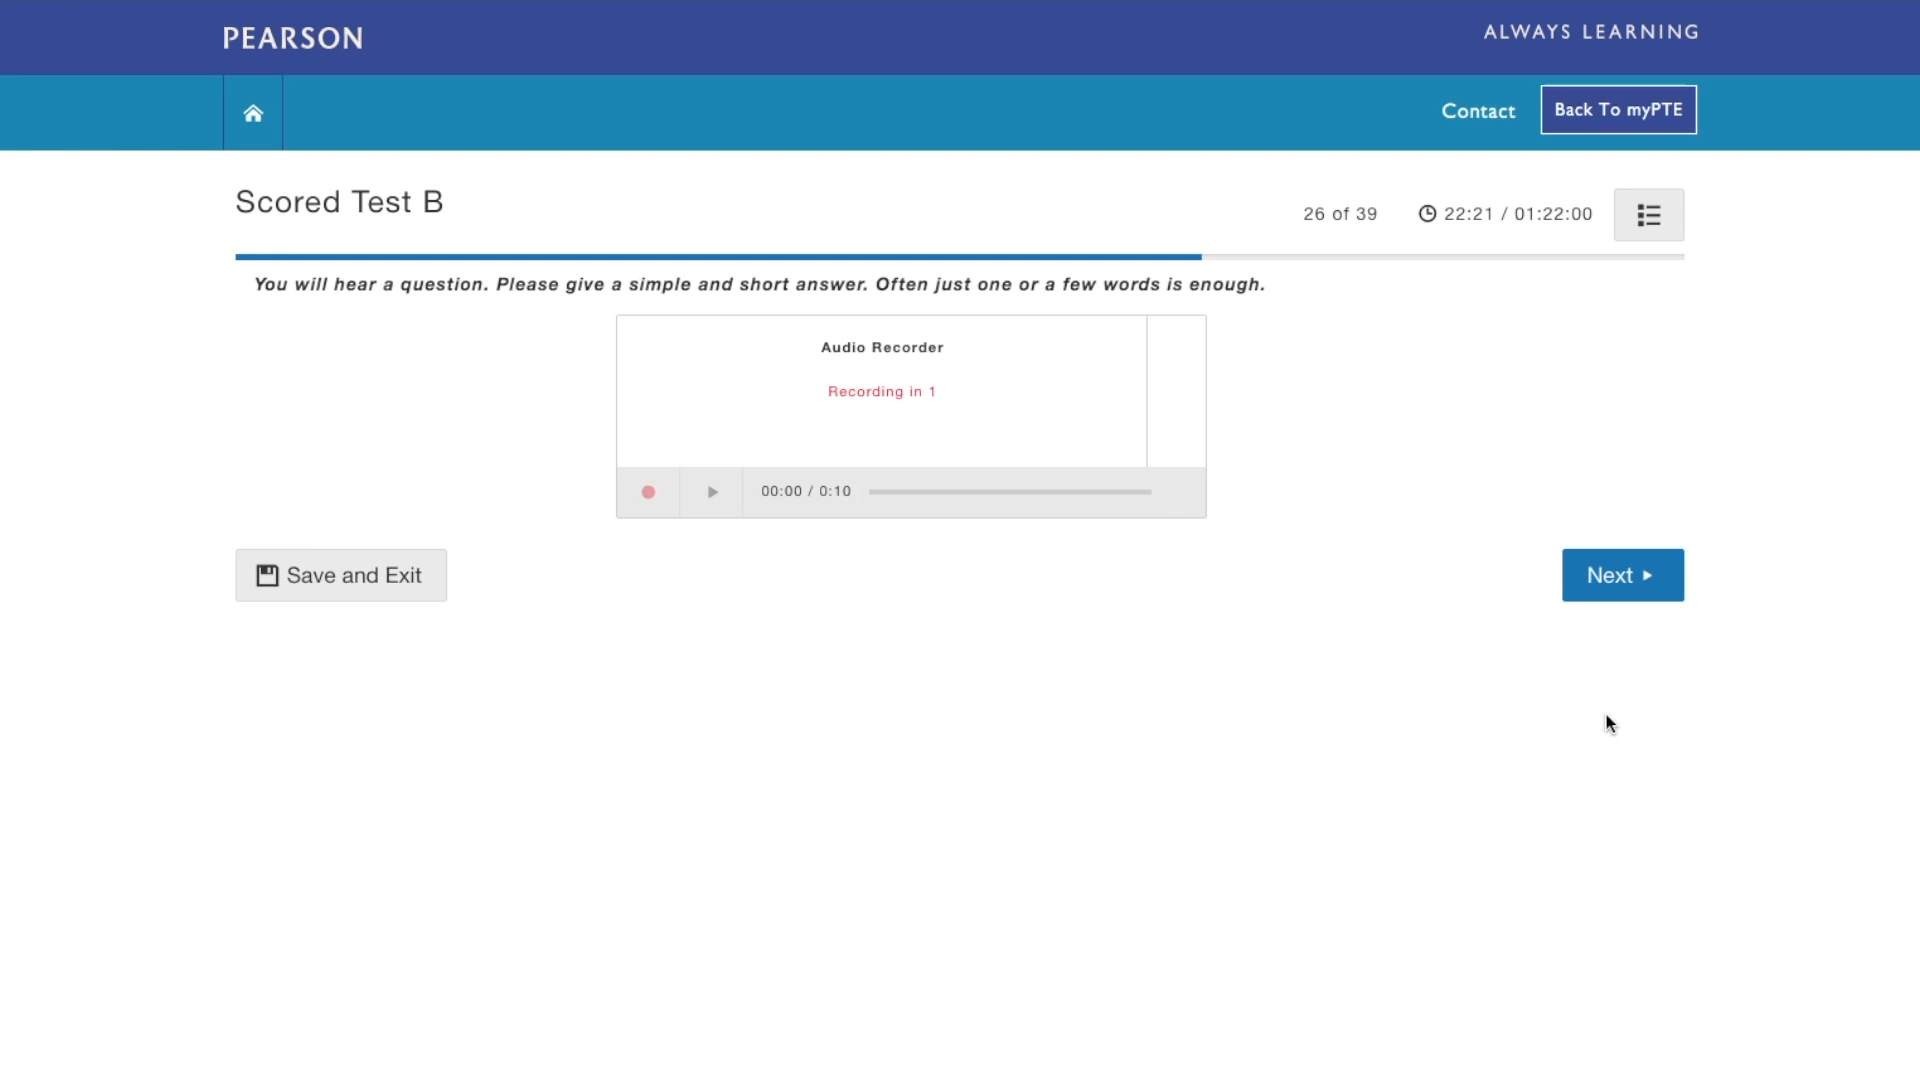 PEARSON
ALWAYS LEARNING
Contact
Back To myPTE
Scored Test B
26 of 39
22:21 / 01:22:00
You will hear a question. Please give a simple and short answer. Often just one or a few words is enough.
Audio Recorder
Recording in 1
00:00 / 0:10
Save and Exit
Next